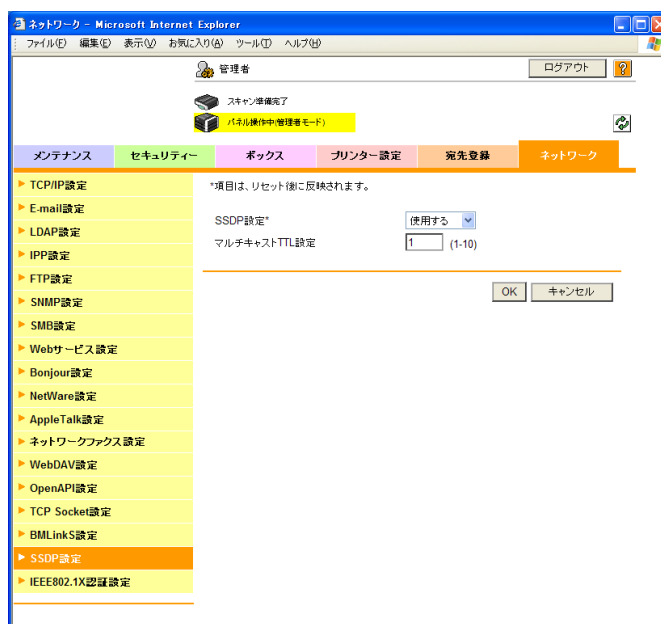 ネットワーク - Microsoft Internet Explorer
ファイル(F) 編集(E) 表示(V) お気に入り(A) ツール(T) ヘルプ(H)
管理者
ログアウト
?
スキャン準備完了
パネル操作中(管理者モード)
メンテナンス セキュリティー ボックス プリンター設定 宛先登録 ネットワーク
TCP/IP設定
E-mail設定
LDAP設定
IPP設定
FTP設定
SNMP設定
SMB設定
Webサービス設定
Bonjour設定
NetWare設定
AppleTalk設定
ネットワークファクス設定
WebDAV設定
OpenAPI設定
TCP Socket設定
BMLinkS設定
SSDP設定
IEEE802.1X認証設定
*項目は、リセット後に反映されます。
SSDP設定* 使用する
マルチキャストTTL設定 1 (1-10)
OK キャンセル